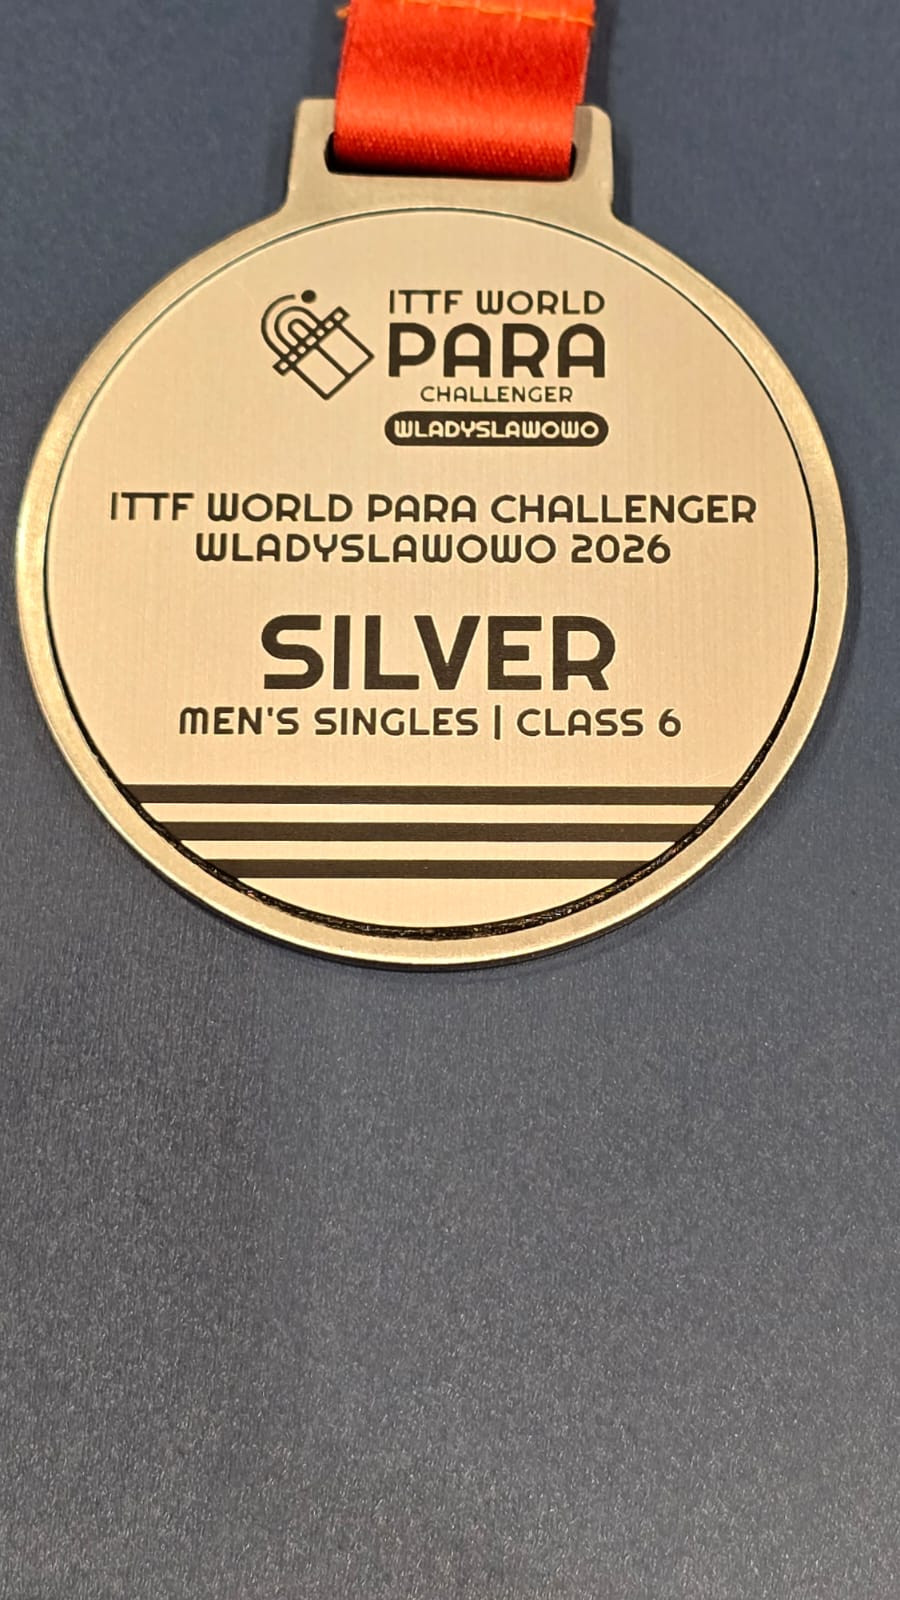 ITTF WORLD
PARA
CHALLENGER
WLADYSLAWOWO
ITTF WORLD PARA CHALLENGER
WLADYSLAWOWO 2026
SILVER
MEN'S SINGLES | CLASS 6